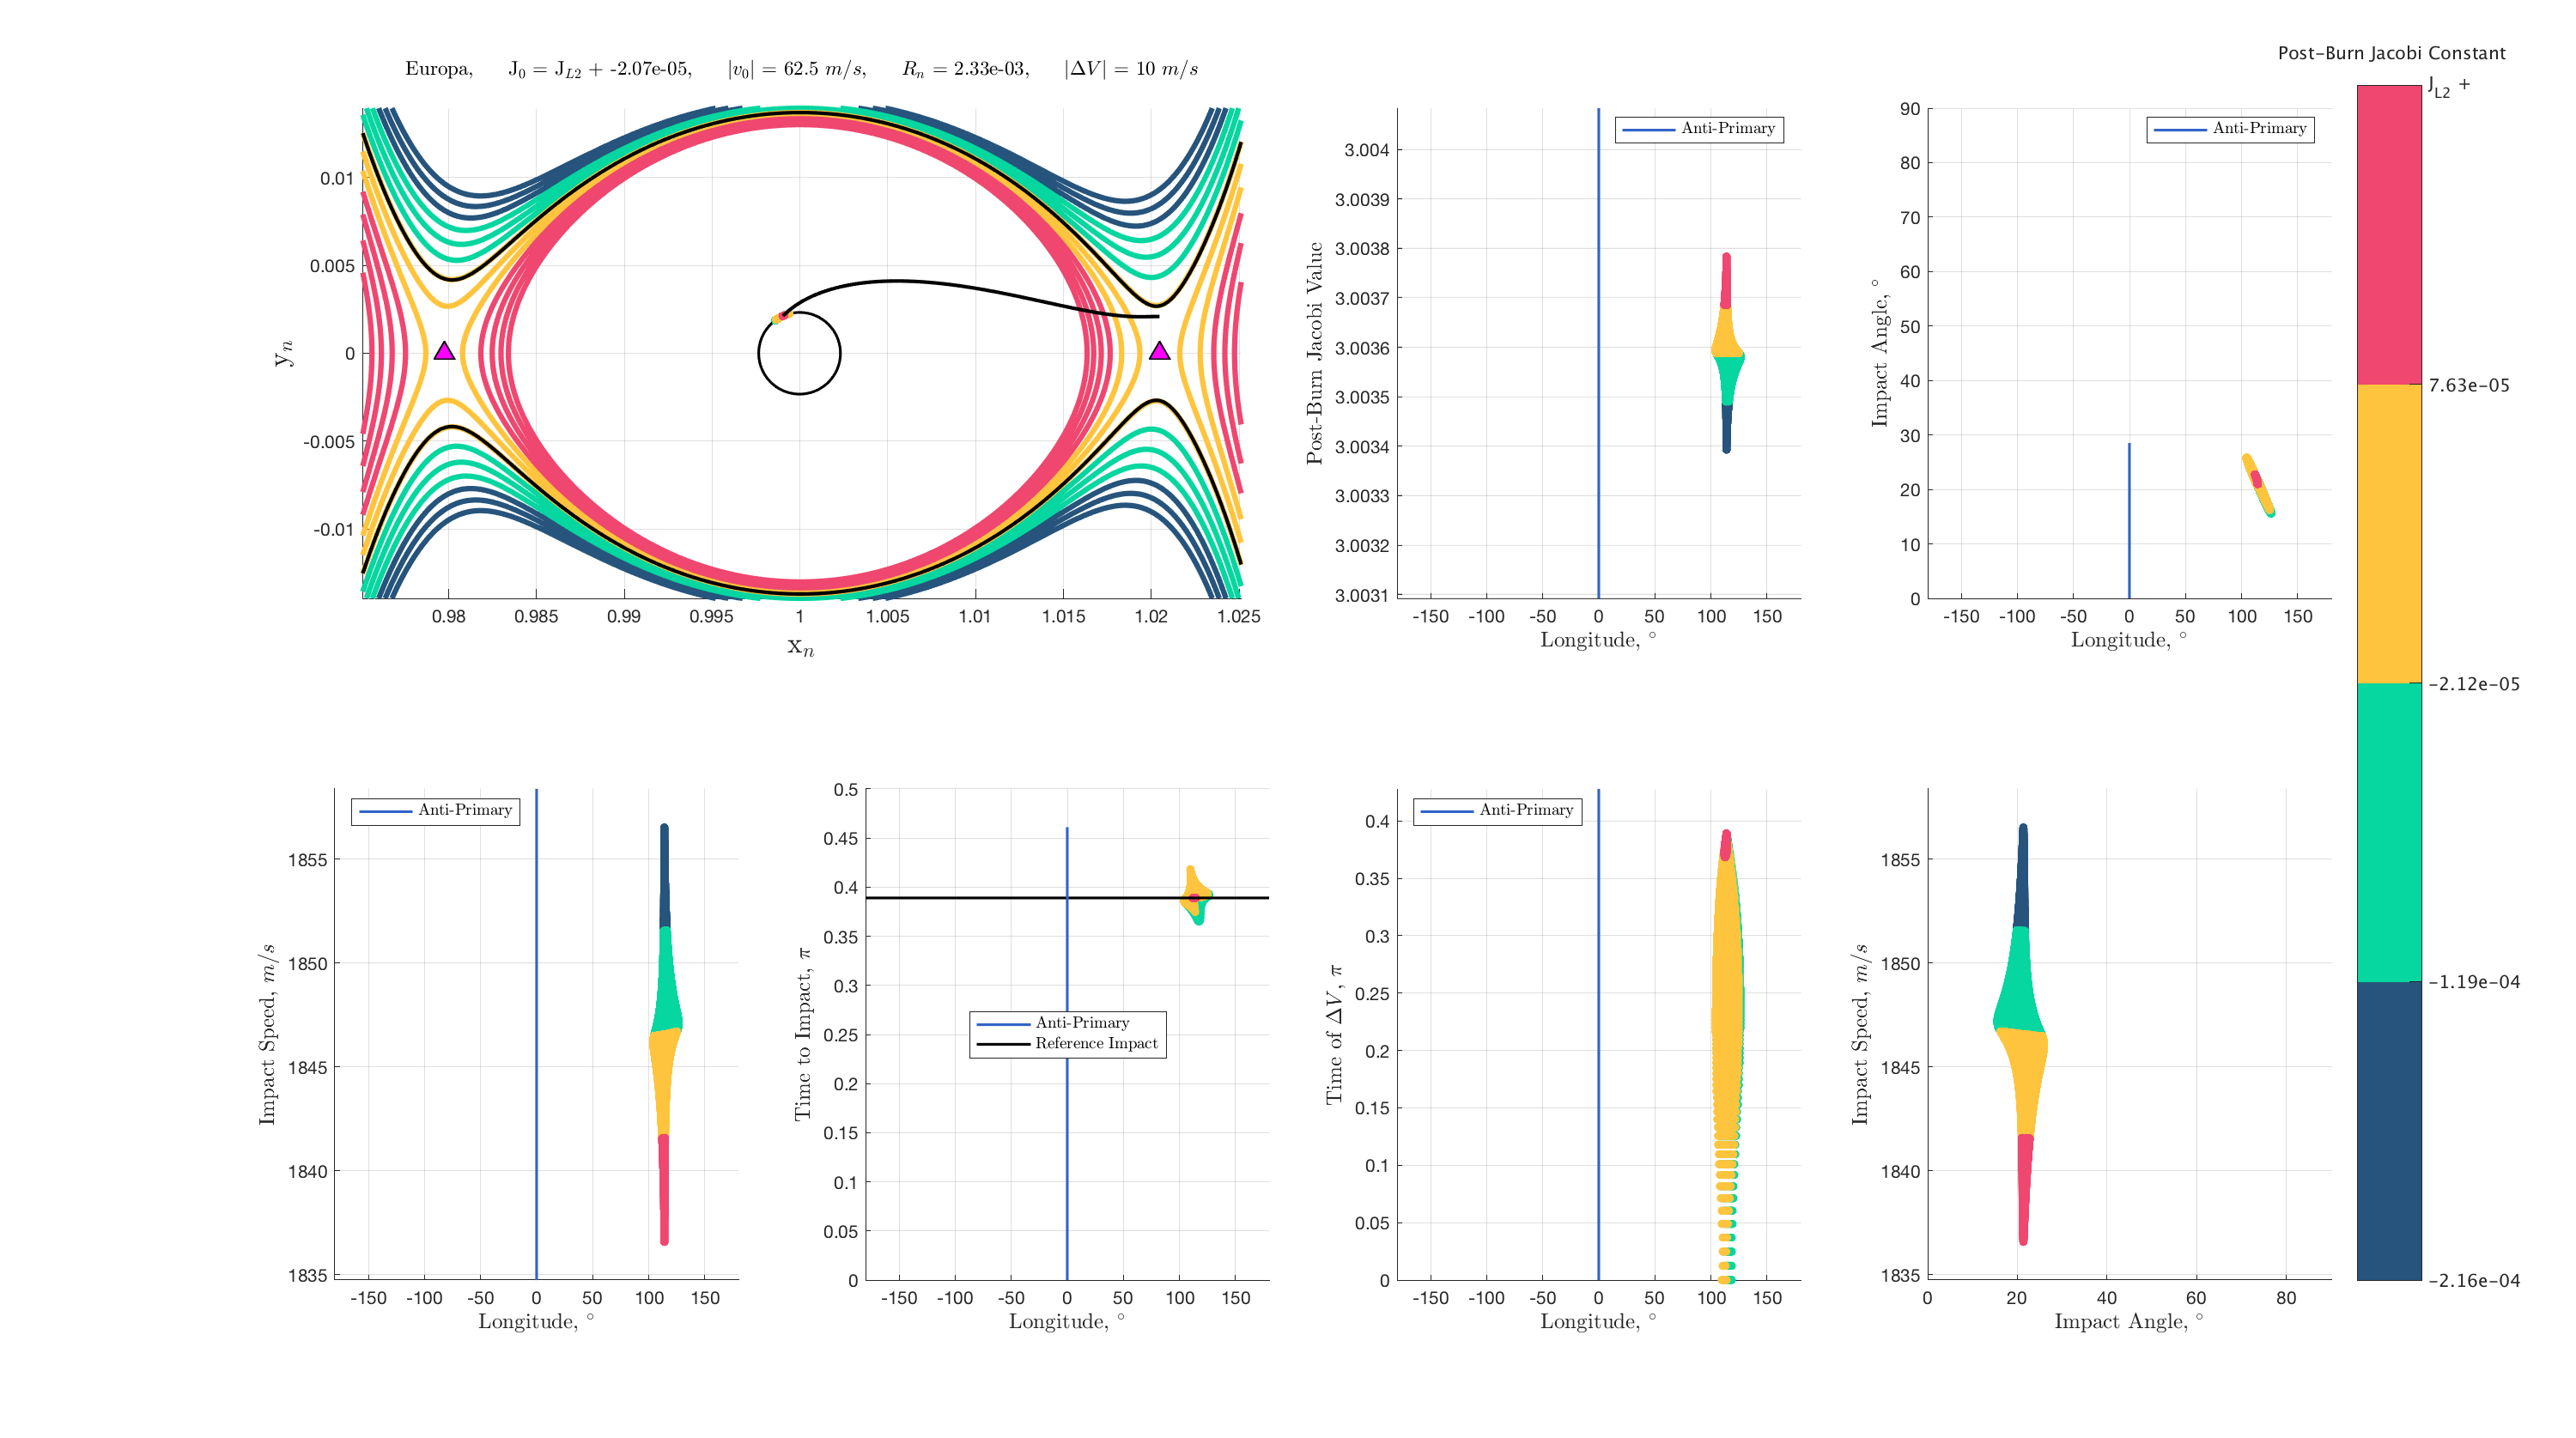 Post-Burn Jacobi Constant
Europa, J0 = JL2 + -2.07e-05, |v0| = 62.5 m/s, Rn = 2.33e-03, |ΔV| = 10 m/s
JL2 +
7.63e-05
-2.12e-05
-1.19e-04
-2.16e-04
0.01
0.005
0
-0.005
-0.01
yn
0.98 0.985 0.99 0.995 1 1.005 1.01 1.015 1.02 1.025
xn
Anti-Primary
3.004
3.0039
3.0038
3.0037
3.0036
3.0035
3.0034
3.0033
3.0032
3.0031
Post-Burn Jacobi Value
-150 -100 -50 0 50 100 150
Longitude, °
Anti-Primary
90
80
70
60
50
40
30
20
10
0
Impact Angle, °
-150 -100 -50 0 50 100 150
Longitude, °
Anti-Primary
1855
1850
1845
1840
1835
Impact Speed, m/s
-150 -100 -50 0 50 100 150
Longitude, °
0.5
0.45
0.4
0.35
0.3
0.25
0.2
0.15
0.1
0.05
0
Time to Impact, π
Anti-Primary
Reference Impact
-150 -100 -50 0 50 100 150
Longitude, °
Anti-Primary
0.4
0.35
0.3
0.25
0.2
0.15
0.1
0.05
0
Time of ΔV, π
-150 -100 -50 0 50 100 150
Longitude, °
1855
1850
1845
1840
1835
Impact Speed, m/s
0 20 40 60 80
Impact Angle, °